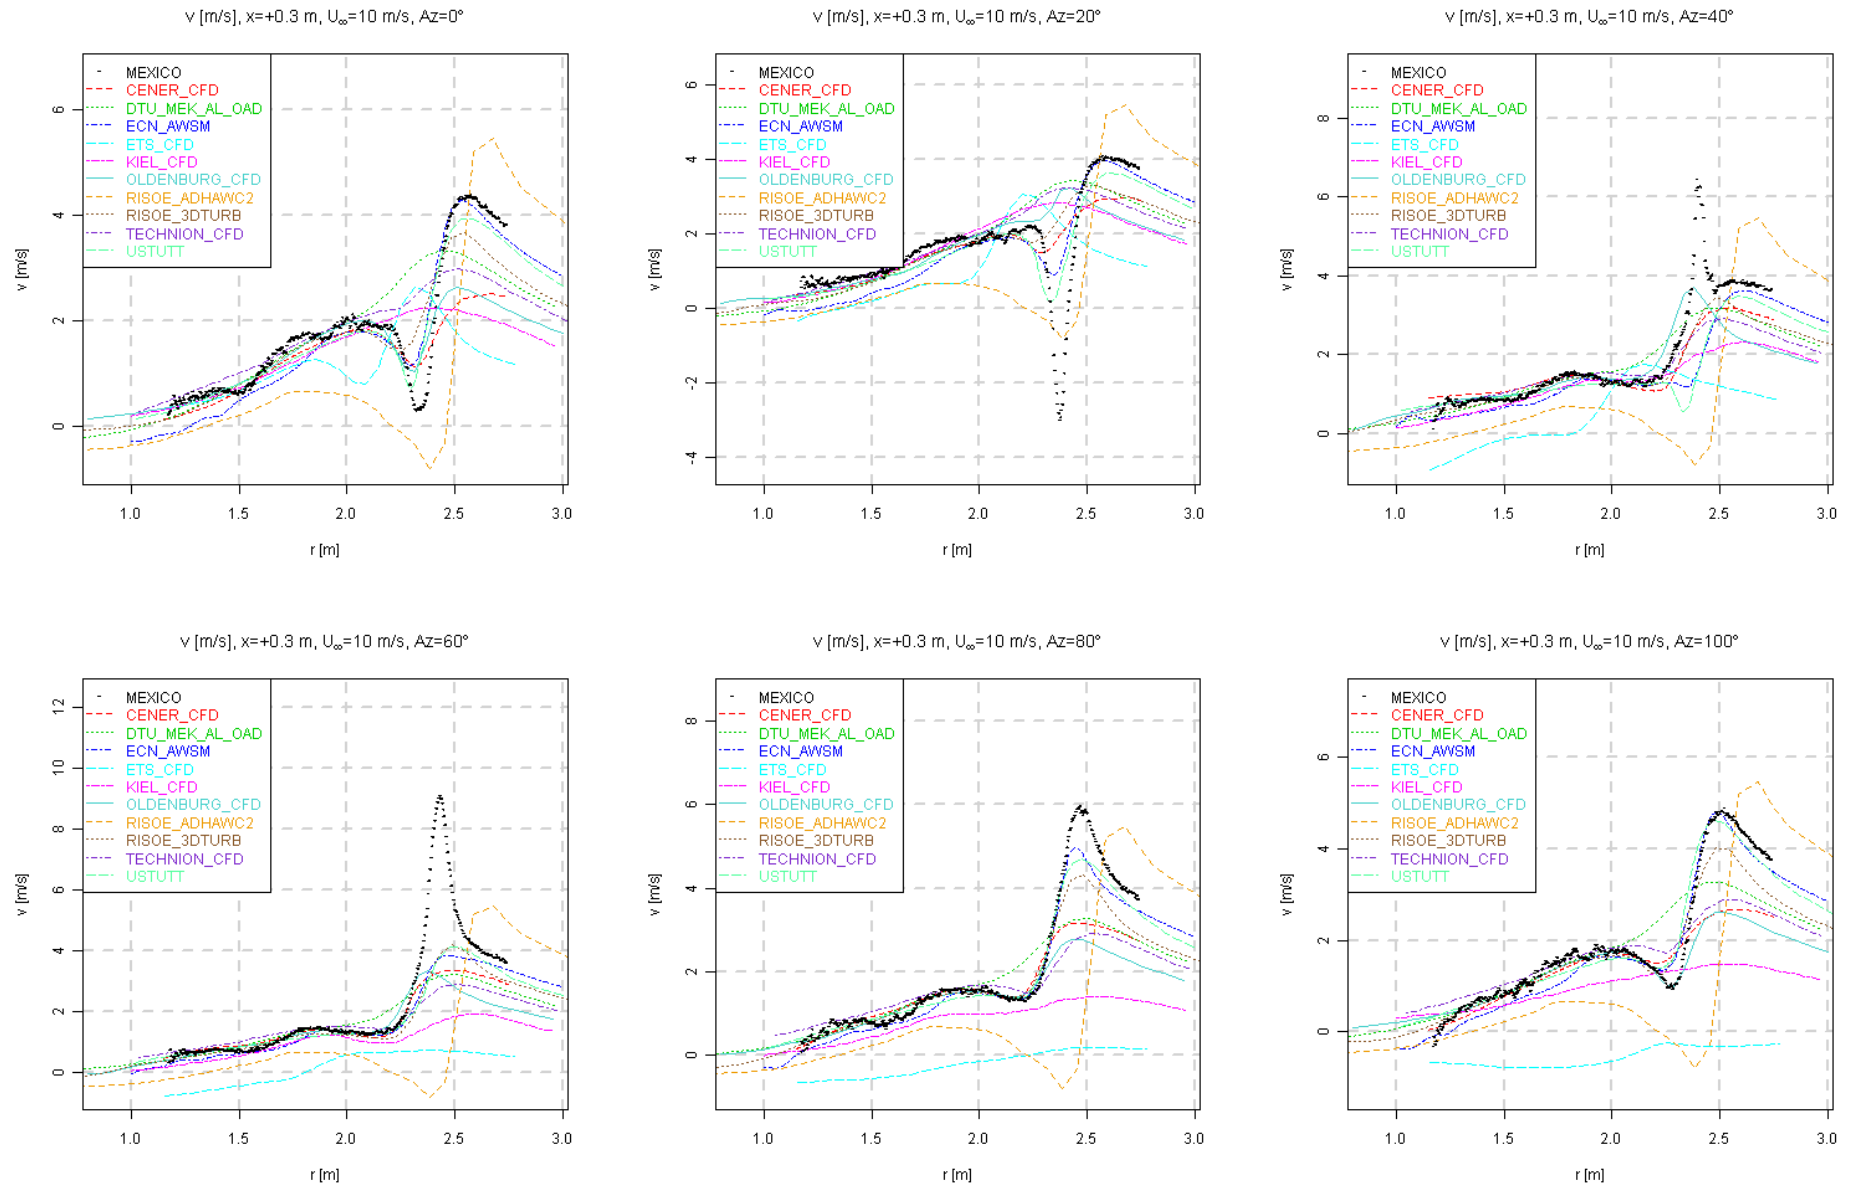 v [m/s], x=+0.3 m, U∞=10 m/s, Az=0°
v [m/s]
6
4
2
0
MEXICO
CENER_CFD
DTU_MEK_AL_OAD
ECN_AWSM
ETS_CFD
KIEL_CFD
OLDENBURG_CFD
RISOE_ADHAWC2
RISOE_3DTURB
TECHNION_CFD
USTUTT
1.0 1.5 2.0 2.5 3.0
r [m]
v [m/s], x=+0.3 m, U∞=10 m/s, Az=20°
v [m/s]
6
4
2
0
-2
-4
MEXICO
CENER_CFD
DTU_MEK_AL_OAD
ECN_AWSM
ETS_CFD
KIEL_CFD
OLDENBURG_CFD
RISOE_ADHAWC2
RISOE_3DTURB
TECHNION_CFD
USTUTT
1.0 1.5 2.0 2.5 3.0
r [m]
v [m/s], x=+0.3 m, U∞=10 m/s, Az=40°
v [m/s]
8
6
4
2
0
MEXICO
CENER_CFD
DTU_MEK_AL_OAD
ECN_AWSM
ETS_CFD
KIEL_CFD
OLDENBURG_CFD
RISOE_ADHAWC2
RISOE_3DTURB
TECHNION_CFD
USTUTT
1.0 1.5 2.0 2.5 3.0
r [m]
v [m/s], x=+0.3 m, U∞=10 m/s, Az=60°
v [m/s]
12
10
8
6
4
2
0
MEXICO
CENER_CFD
DTU_MEK_AL_OAD
ECN_AWSM
ETS_CFD
KIEL_CFD
OLDENBURG_CFD
RISOE_ADHAWC2
RISOE_3DTURB
TECHNION_CFD
USTUTT
1.0 1.5 2.0 2.5 3.0
r [m]
v [m/s], x=+0.3 m, U∞=10 m/s, Az=80°
v [m/s]
8
6
4
2
0
MEXICO
CENER_CFD
DTU_MEK_AL_OAD
ECN_AWSM
ETS_CFD
KIEL_CFD
OLDENBURG_CFD
RISOE_ADHAWC2
RISOE_3DTURB
TECHNION_CFD
USTUTT
1.0 1.5 2.0 2.5 3.0
r [m]
v [m/s], x=+0.3 m, U∞=10 m/s, Az=100°
v [m/s]
6
4
2
0
MEXICO
CENER_CFD
DTU_MEK_AL_OAD
ECN_AWSM
ETS_CFD
KIEL_CFD
OLDENBURG_CFD
RISOE_ADHAWC2
RISOE_3DTURB
TECHNION_CFD
USTUTT
1.0 1.5 2.0 2.5 3.0
r [m]